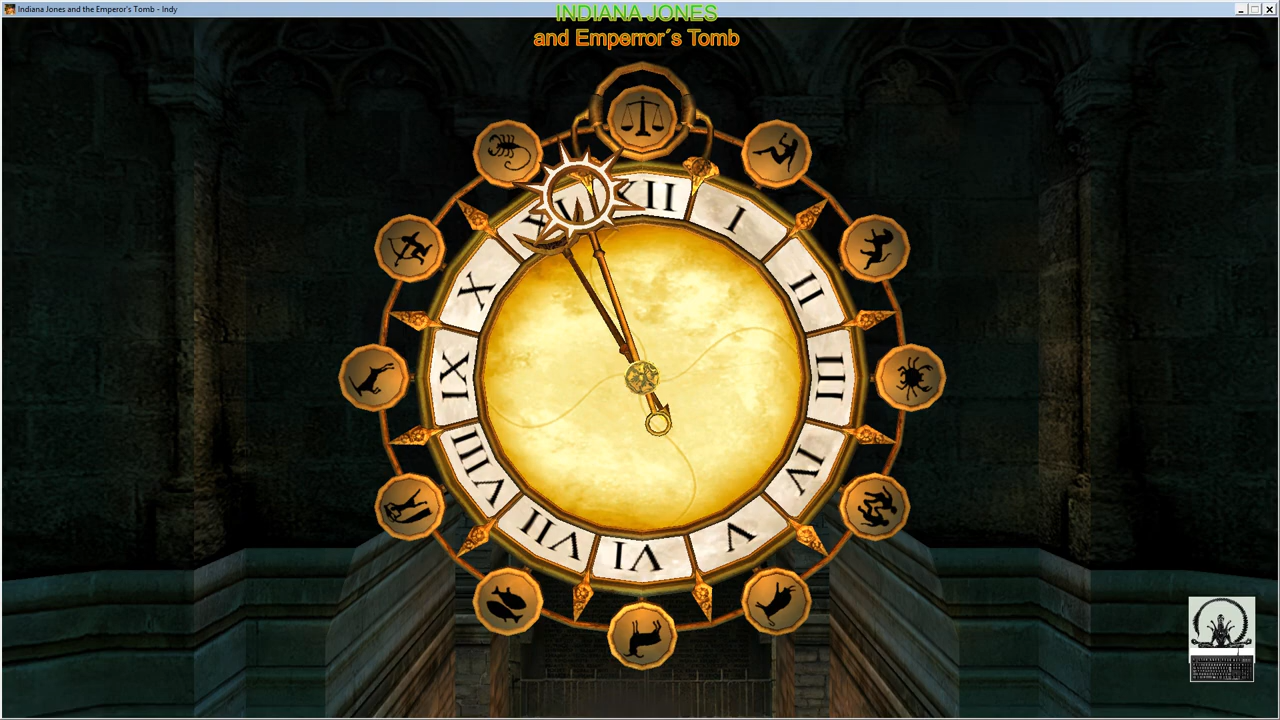 Indiana Jones and the Emperor's Tomb - Indy
INDIANA JONES
and Emperror´s Tomb
XII
I
II
III
IV
V
VI
VII
VIII
IX
X